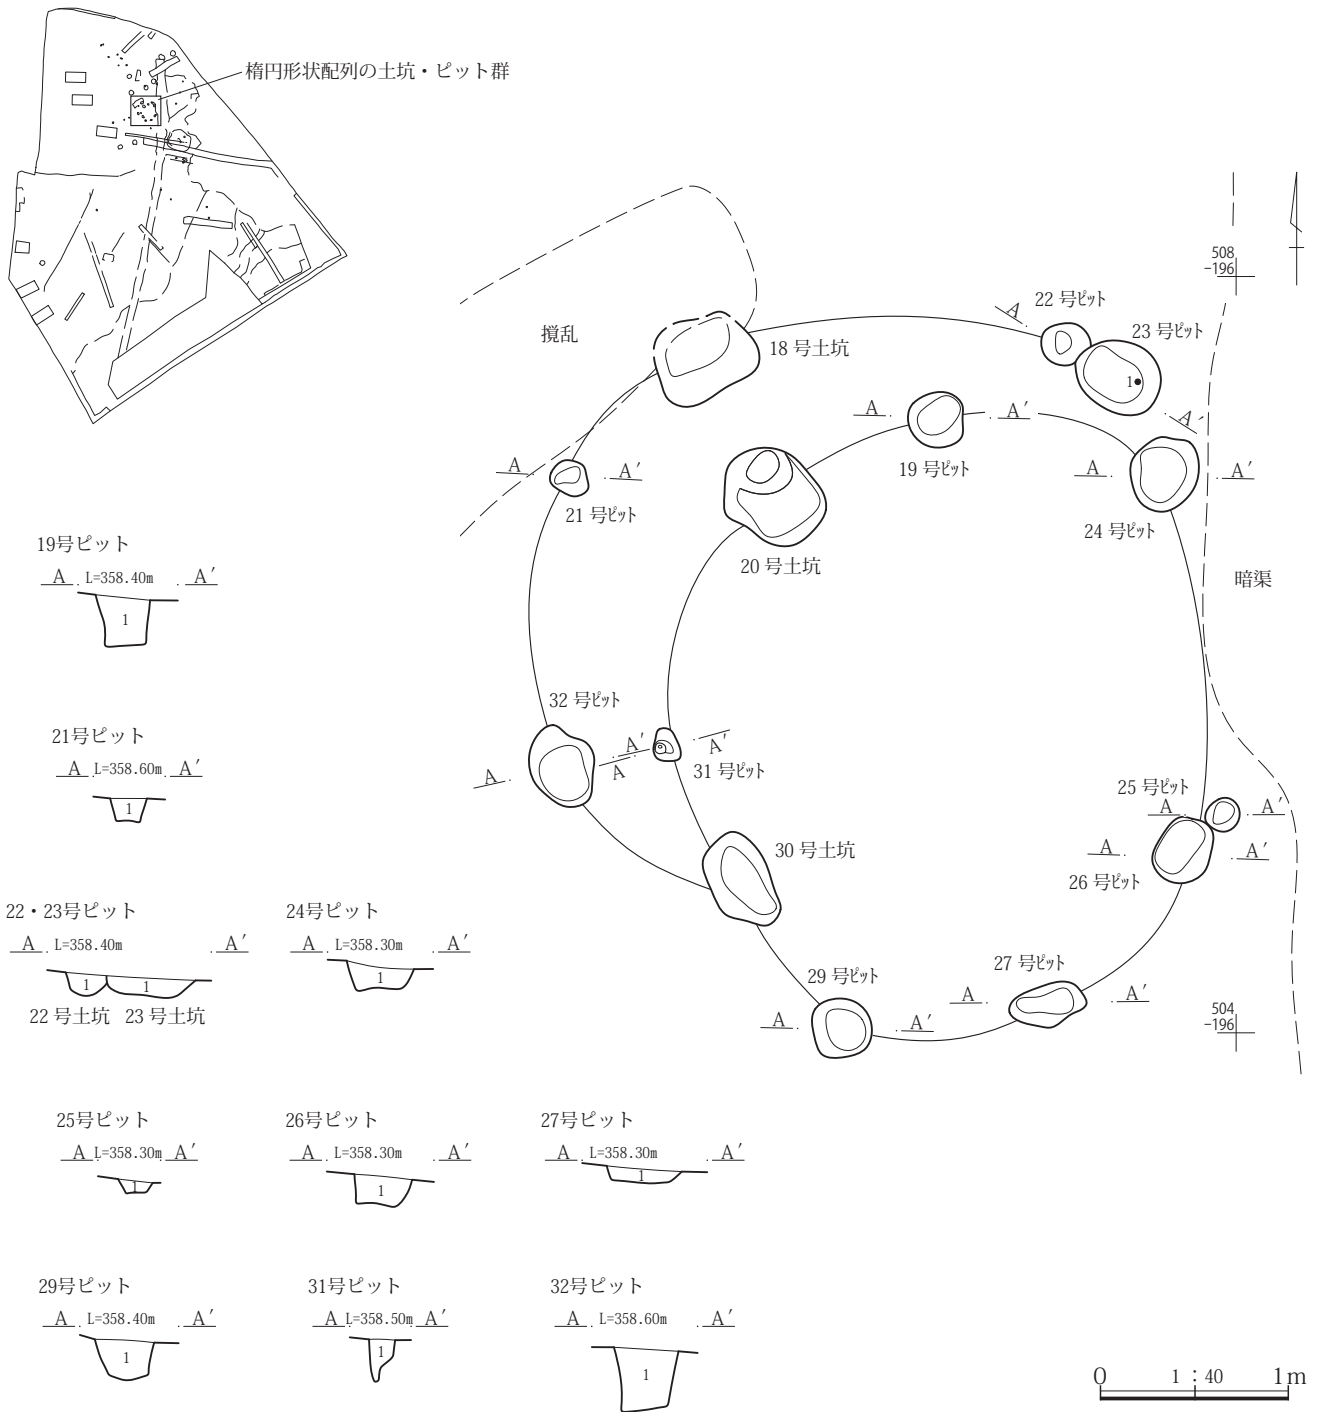 楕円形状配列の土坑・ピット群
508
-196
22 号ピット
A
23 号ピット
撹乱
18 号土坑
1
A
A′
A′
19 号ピット
A
A′
A
A′
21 号ピット
24 号ピット
20 号土坑
暗渠
32 号ピット
A
A′
A
A′
31 号ピット
25 号ピット
A
A′
30 号土坑
A
A′
26 号ピット
29 号ピット
27 号ピット
A
A′
A
A′
504
-196
19号ピット
A L=358.40m A′
1
21号ピット
A L=358.60m A′
1
22・23号ピット
A L=358.40m A′
1
1
22 号土坑 23 号土坑
24号ピット
A L=358.30m A′
1
25号ピット
A L=358.30m A′
1
26号ピット
A L=358.30m A′
1
27号ピット
A L=358.30m A′
1
29号ピット
A L=358.40m A′
1
31号ピット
A L=358.50m A′
1
32号ピット
A L=358.60m A′
1
0 1:40 1m